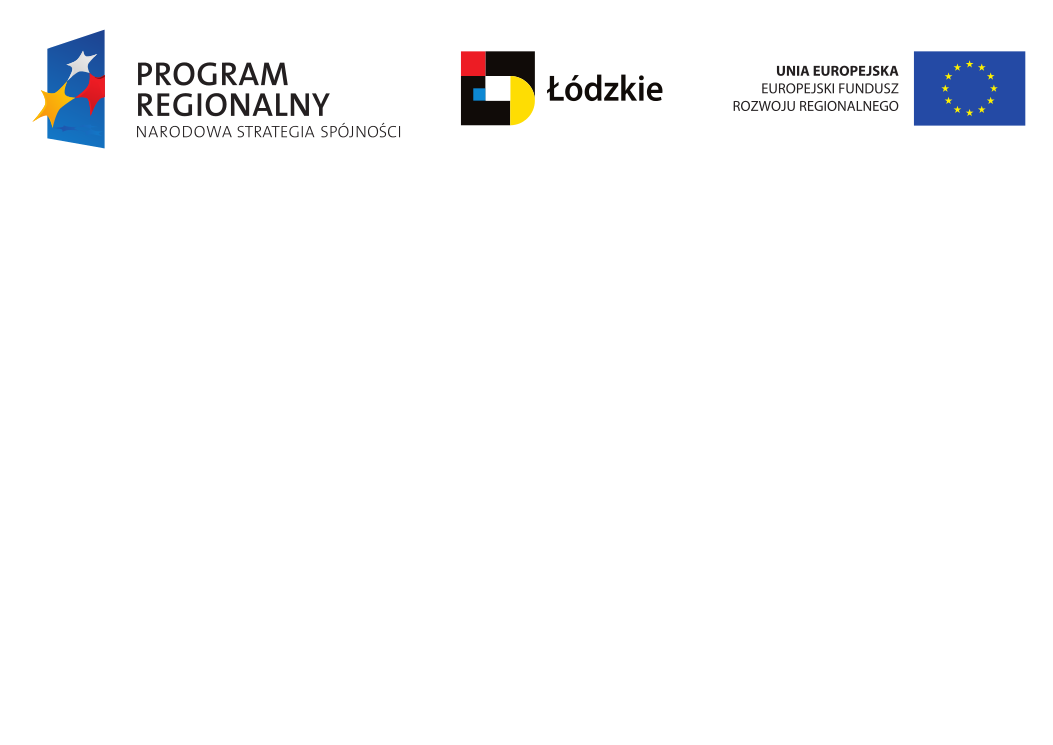 PROGRAM
REGIONALNY
NARODOWA STRATEGIA SPÓJNOŚCI
Łódzkie
UNIA EUROPEJSKA
EUROPEJSKI FUNDUSZ
ROZWOJU REGIONALNEGO